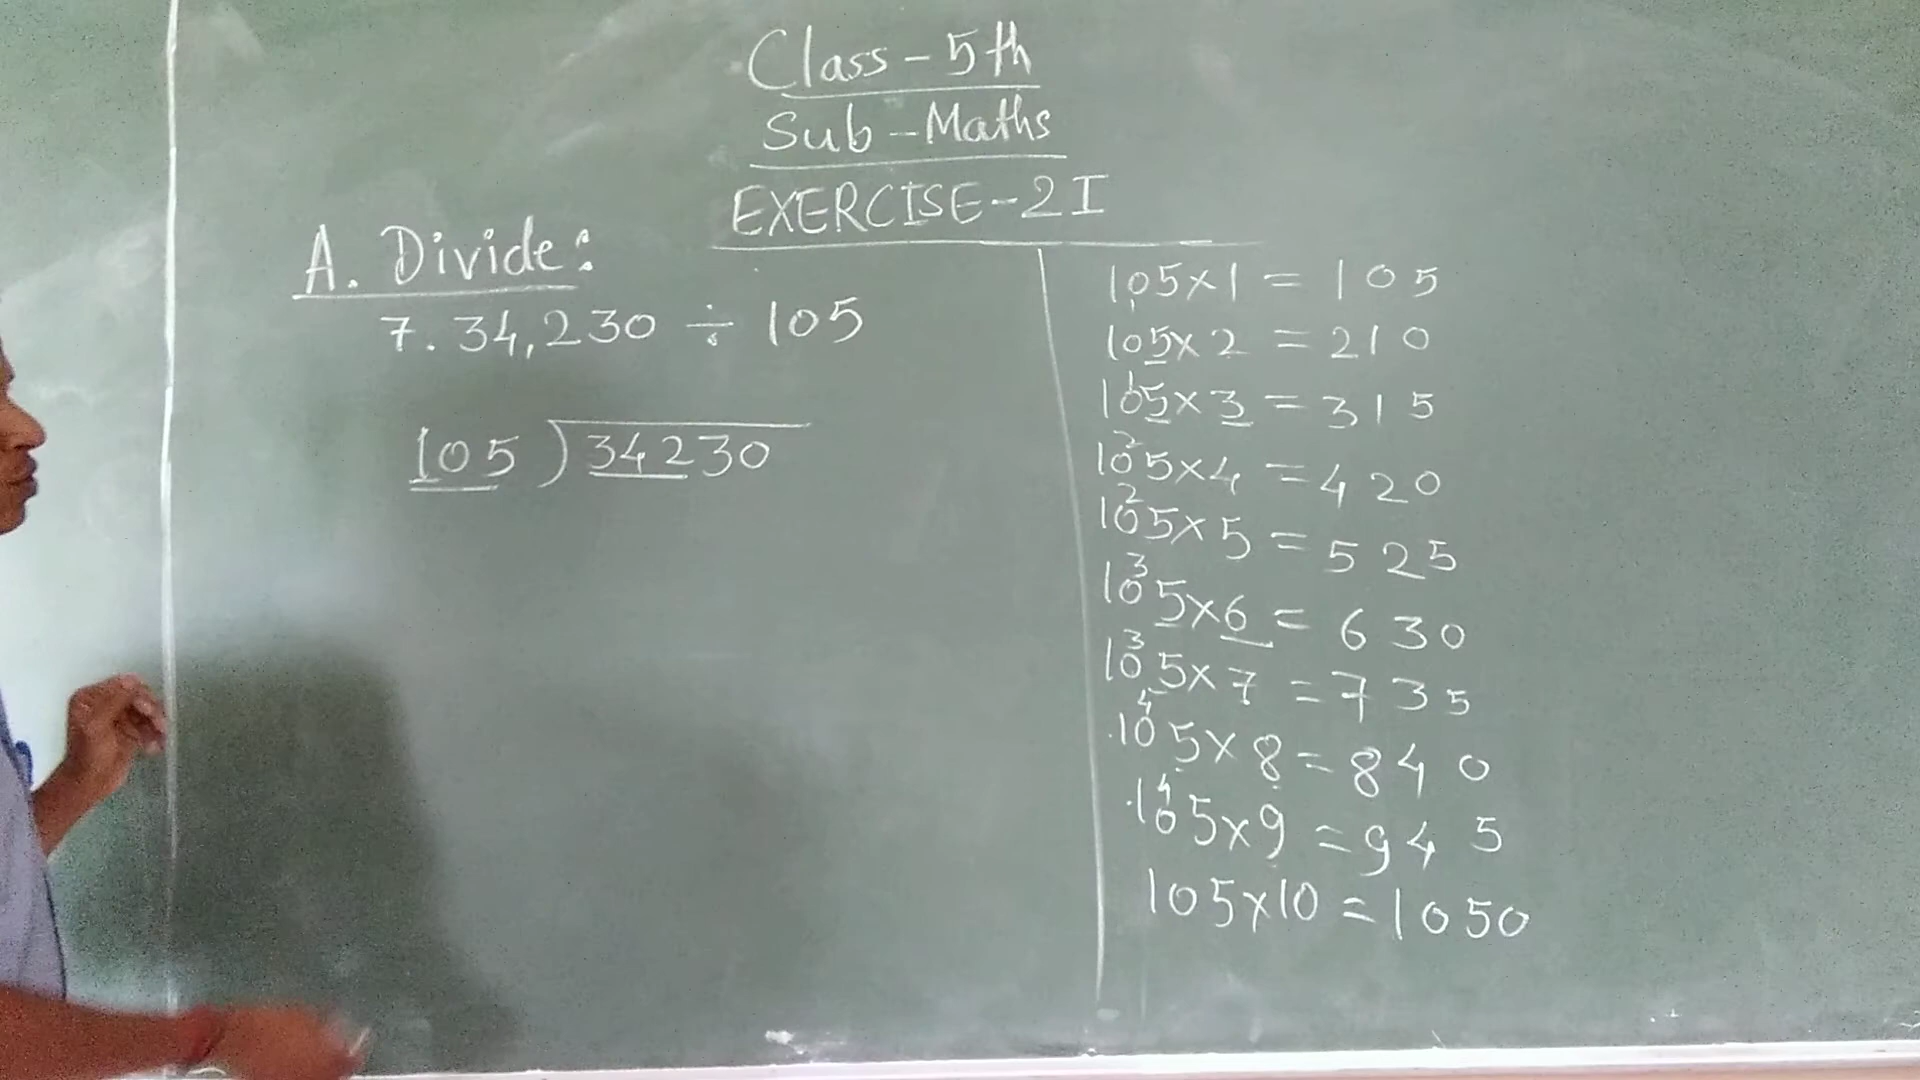 Class-5th
Sub-Maths
EXERCISE-2I
A. Divide:
7. 34,230 ÷ 105
105)34230
105×1=105
105×2=210
105×3=315
105×4=420
105×5=525
105×6=630
105×7=735
105×8=840
105×9=945
105×10=1050